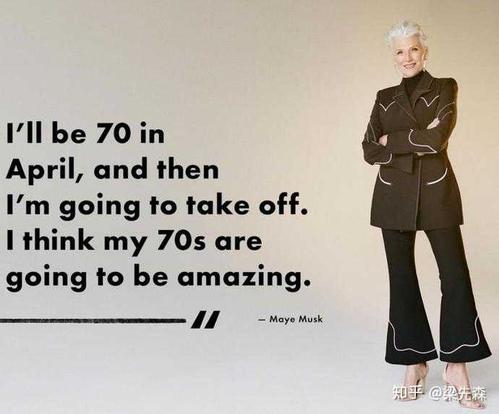 I’ll be 70 in
April, and then
I’m going to take off.
I think my 70s are
going to be amazing.
— Maye Musk
知乎 @梁先森